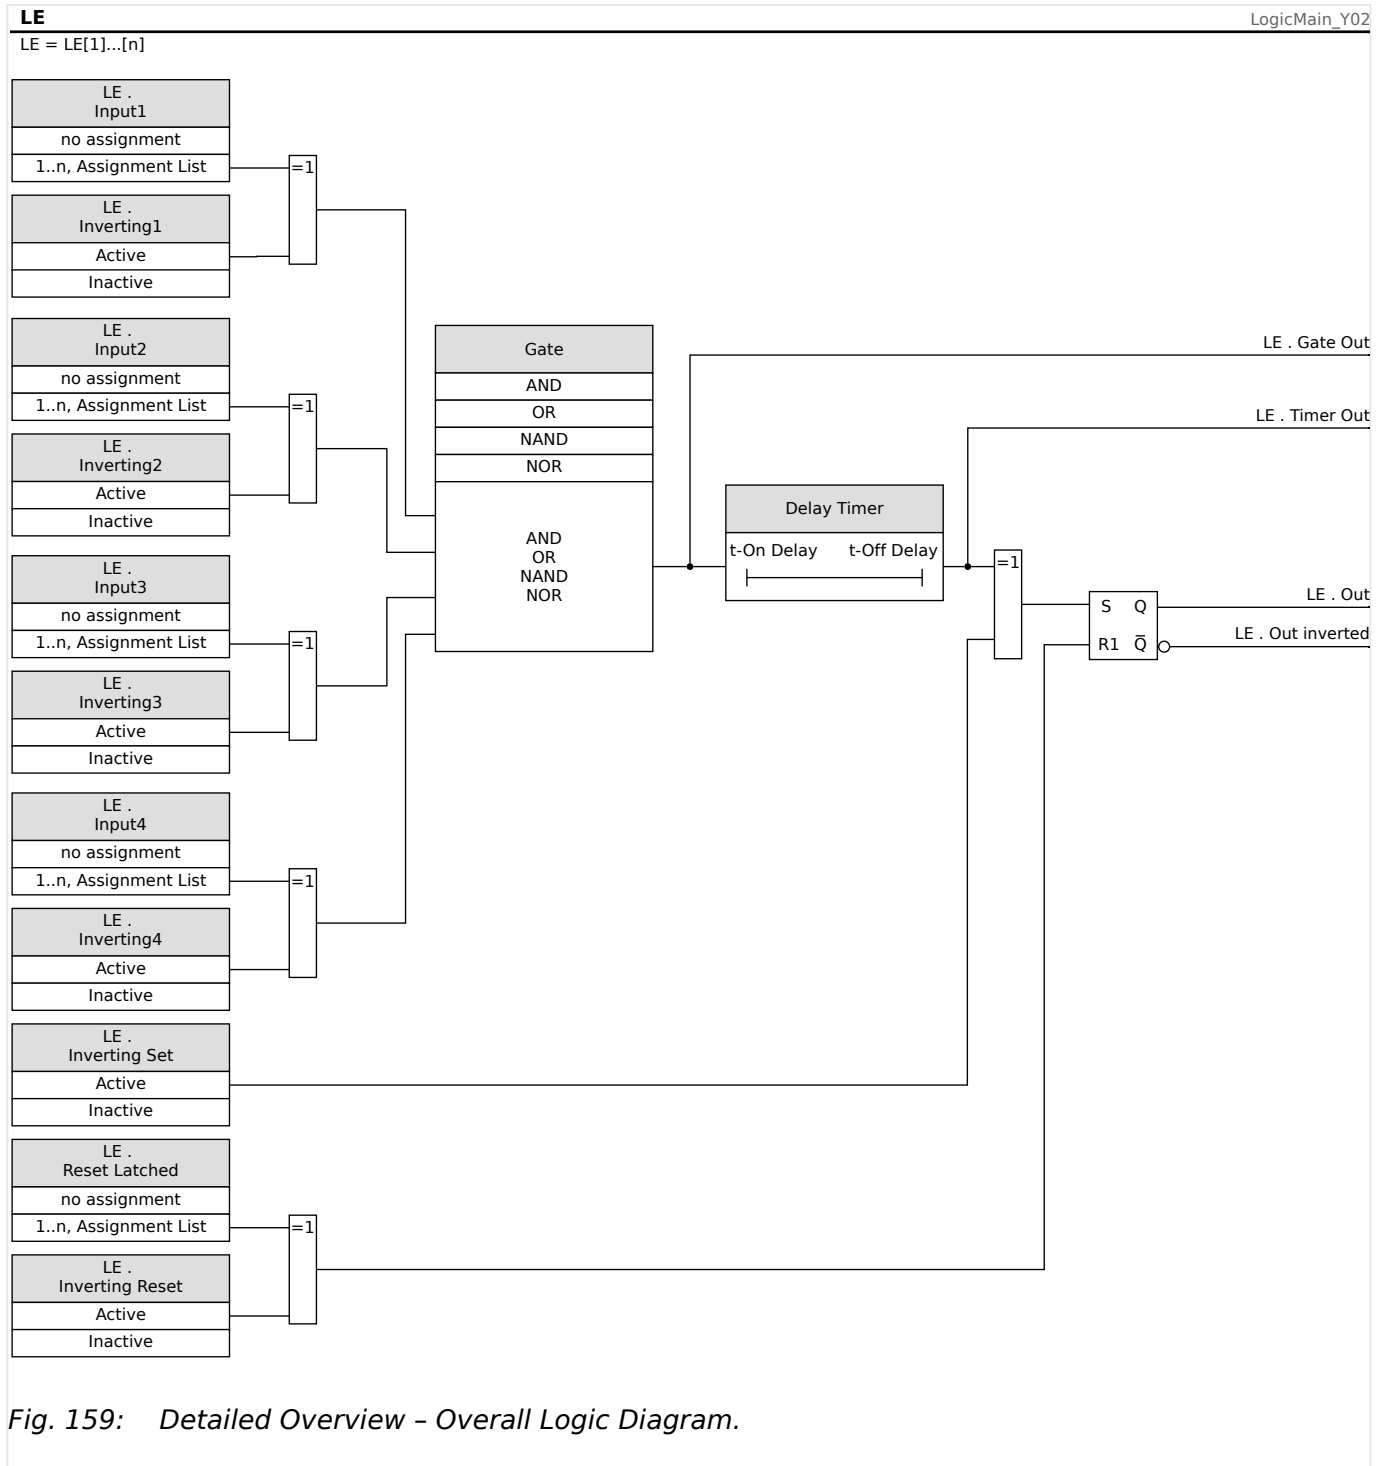 LE
LogicMain_Y02
LE = LE[1]...[n]
LE .
Input1
no assignment
1..n, Assignment List
=1
LE .
Inverting1
Active
Inactive
LE .
Input2
no assignment
1..n, Assignment List
=1
LE .
Inverting2
Active
Inactive
LE .
Input3
no assignment
1..n, Assignment List
=1
LE .
Inverting3
Active
Inactive
LE .
Input4
no assignment
1..n, Assignment List
=1
LE .
Inverting4
Active
Inactive
LE .
Inverting Set
Active
Inactive
LE .
Reset Latched
no assignment
1..n, Assignment List
=1
LE .
Inverting Reset
Active
Inactive
Gate
AND
OR
NAND
NOR
AND
OR
NAND
NOR
Delay Timer
t-On Delay t-Off Delay
=1
S Q
R1 Q̅
LE . Gate Out
LE . Timer Out
LE . Out
LE . Out inverted
Fig. 159: Detailed Overview – Overall Logic Diagram.